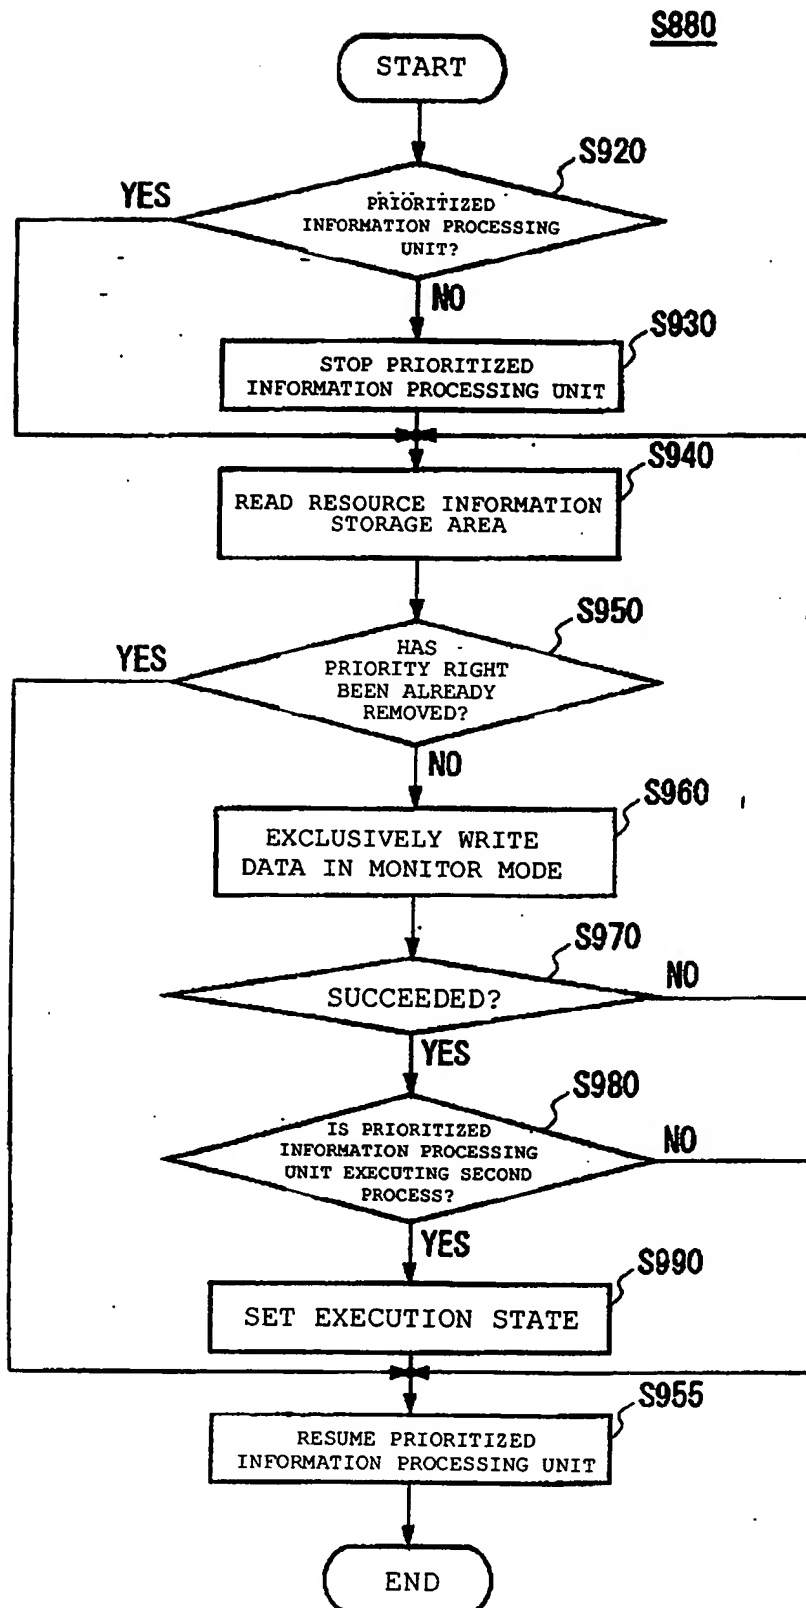 S880
START
S920
YES
PRIORITIZED
INFORMATION PROCESSING
UNIT?
NO
S930
STOP PRIORITIZED
INFORMATION PROCESSING UNIT
S940
READ RESOURCE INFORMATION
STORAGE AREA
S950
YES
HAS
PRIORITY RIGHT
BEEN ALREADY
REMOVED?
NO
S960
EXCLUSIVELY WRITE
DATA IN MONITOR MODE
S970
NO
SUCCEEDED?
YES
S980
IS PRIORITIZED
INFORMATION PROCESSING
UNIT EXECUTING SECOND
PROCESS?
NO
YES
S990
SET EXECUTION STATE
S955
RESUME PRIORITIZED
INFORMATION PROCESSING UNIT
END